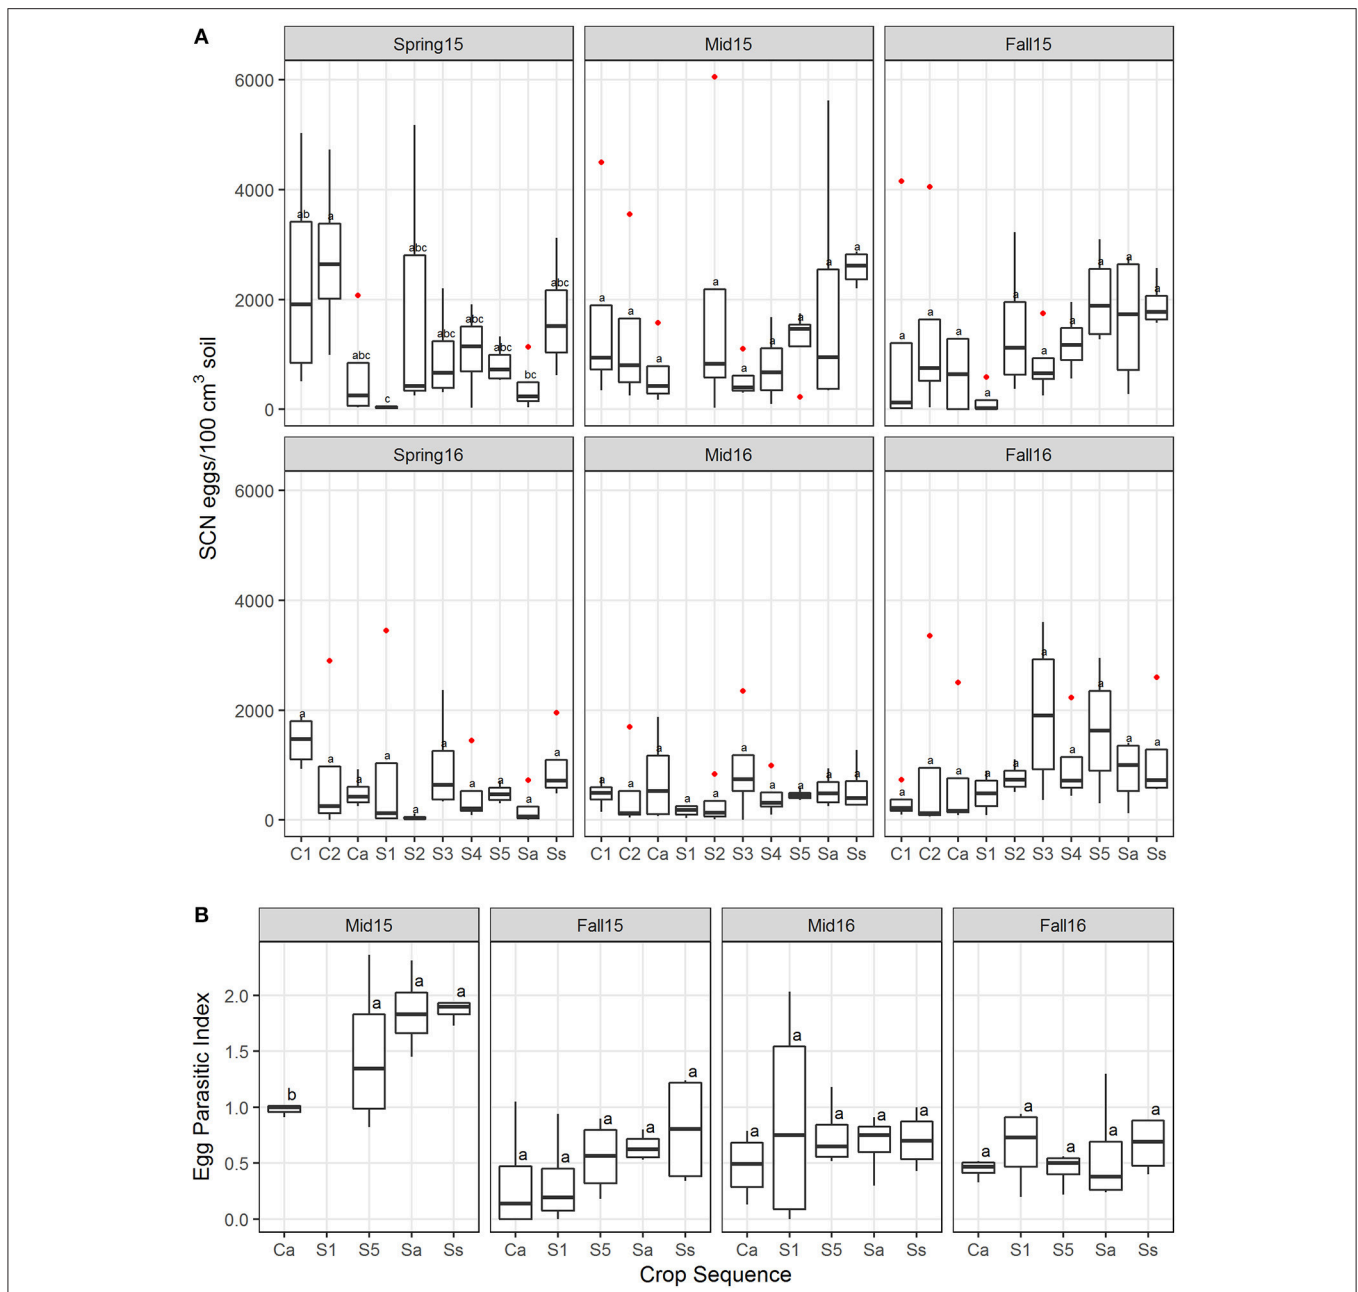 A
Spring15 Mid15 Fall15
6000
4000
2000
0
ab a abc c abc abc abc abc bc abc
a a a a a a a a a
a a a a a a a a a a
SCN eggs/100 cm³ soil
Spring16 Mid16 Fall16
6000
4000
2000
0
a a a a a a a a a a
a a a a a a a a a a
a a a a a a a a a a
C1 C2 Ca S1 S2 S3 S4 S5 Sa Ss C1 C2 Ca S1 S2 S3 S4 S5 Sa Ss C1 C2 Ca S1 S2 S3 S4 S5 Sa Ss
B
Mid15 Fall15 Mid16 Fall16
2.0
1.5
1.0
0.5
0.0
b a a a
a a a a a
a a a a a
a a a a a
Egg Parasitic Index
Ca S1 S5 Sa Ss Ca S1 S5 Sa Ss Ca S1 S5 Sa Ss Ca S1 S5 Sa Ss
Crop Sequence